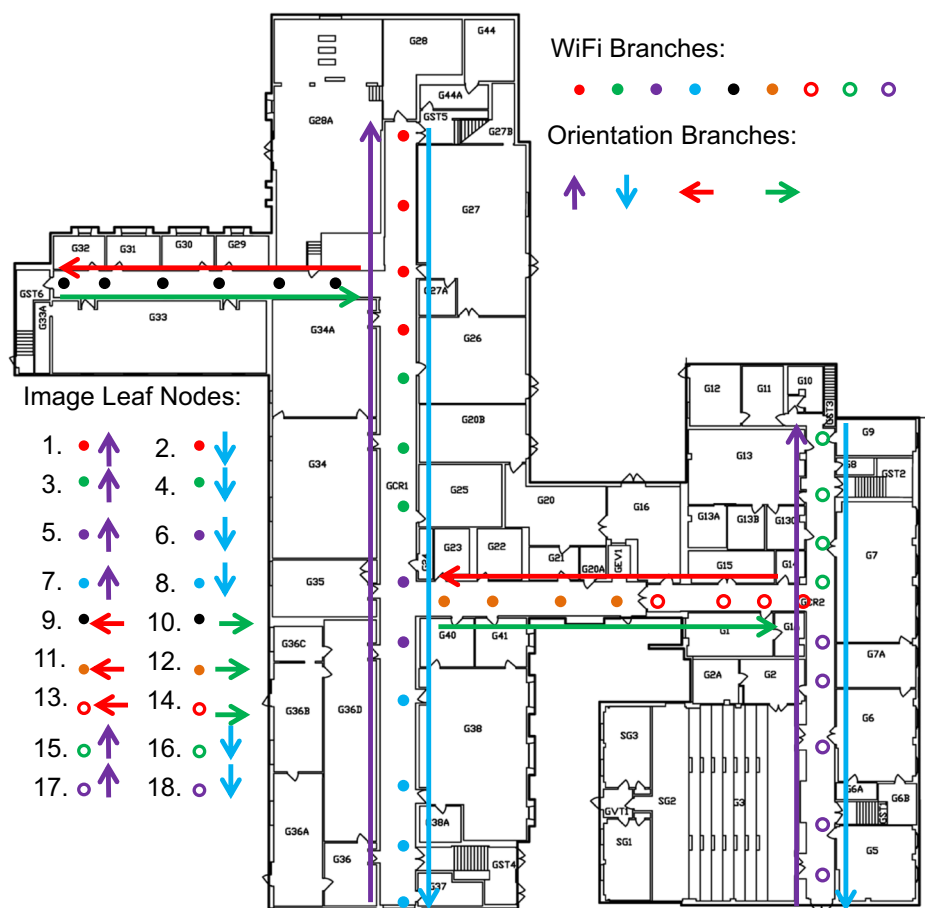 WiFi Branches:
Orientation Branches:
G28
G44
G44A
G28A
GST5
G27B
G27
G32
G31
G30
G29
GST6
G33A
G33
G27A
G34A
G26
Image Leaf Nodes:
1.
2.
3.
4.
5.
6.
7.
8.
9.
10.
11.
12.
13.
14.
15.
16.
17.
18.
G20B
G34
GCR1
G25
G20
G16
G24
G23
G22
G21
G20A
GEV1
G35
G40
G41
G36C
G36B
G36D
G38
G36A
G36
G38A
G37
GST4
G12
G11
G10
GST3
G9
G13
G8
GST2
G13A
G13B
G13C
G7
G15
G14
GCR2
G1
G7A
G2A
G2
G6
SG3
GVT1
SG2
G3
SG1
G6A
G6B
GST1
G5